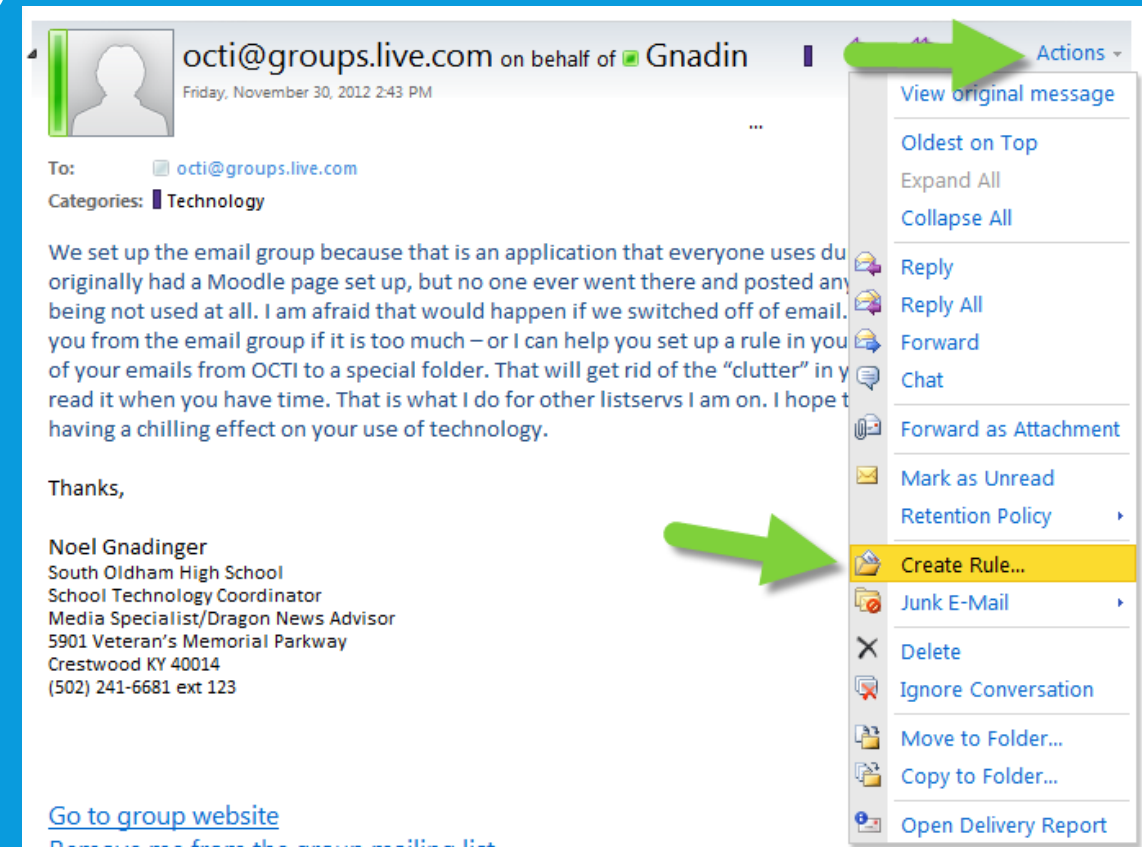 octi@groups.live.com on behalf of Gnadin
Friday, November 30, 2012 2:43 PM
...
To: octi@groups.live.com
Categories: Technology
We set up the email group because that is an application that everyone uses du
originally had a Moodle page set up, but no one ever went there and posted any
being not used at all. I am afraid that would happen if we switched off of email.
you from the email group if it is too much – or I can help you set up a rule in you
of your emails from OCTI to a special folder. That will get rid of the “clutter” in y
read it when you have time. That is what I do for other listservs I am on. I hope t
having a chilling effect on your use of technology.
Thanks,
Noel Gnadinger
South Oldham High School
School Technology Coordinator
Media Specialist/Dragon News Advisor
5901 Veteran's Memorial Parkway
Crestwood KY 40014
(502) 241-6681 ext 123
Go to group website
Remove me from the group mailing list
Actions
View original message
Oldest on Top
Expand All
Collapse All
Reply
Reply All
Forward
Chat
Forward as Attachment
Mark as Unread
Retention Policy
Create Rule...
Junk E-Mail
Delete
Ignore Conversation
Move to Folder...
Copy to Folder...
Open Delivery Report